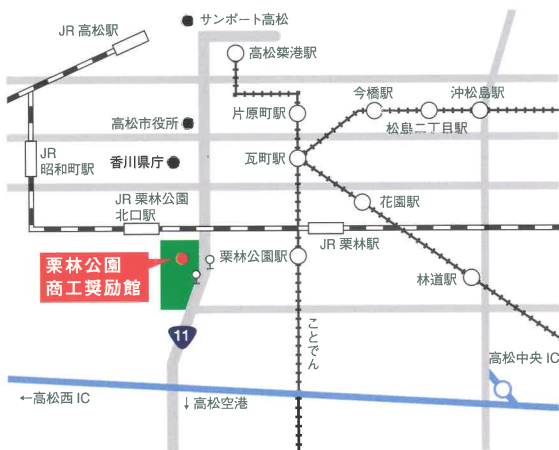 サンポート高松
JR 高松駅
高松築港駅
今橋駅
沖松島駅
片原町駅
高松市役所
松島二丁目駅
JR
昭和町駅
香川県庁
瓦町駅
JR 栗林公園
北口駅
花園駅
JR 栗林駅
栗林公園
商工奨励館
栗林公園駅
林道駅
11
ことでん
高松中央 IC
←高松西 IC
↓高松空港